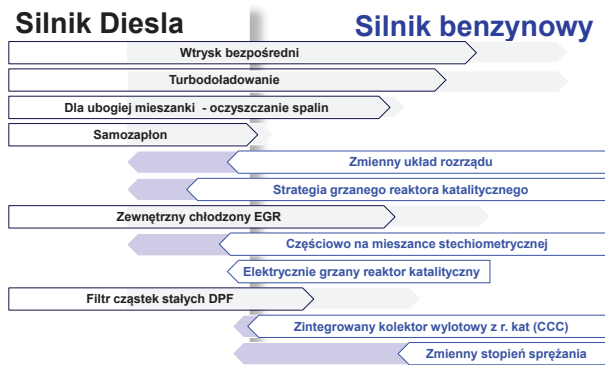 Silnik Diesla
Silnik benzynowy
Wtrysk bezpośredni
Turbodoładowanie
Dla ubogiej mieszanki - oczyszczanie spalin
Samozapłon
Zmienny układ rozrządu
Strategia grzanego reaktora katalitycznego
Zewnętrzny chłodzony EGR
Częściowo na mieszance stechiometrycznej
Elektrycznie grzany reaktor katalityczny
Filtr cząstek stałych DPF
Zintegrowany kolektor wylotowy z r. kat (CCC)
Zmienny stopień sprężania